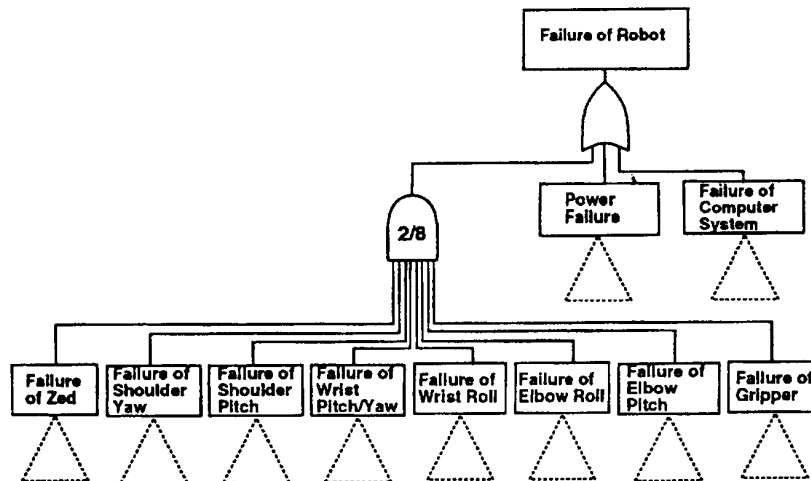 Failure of Robot
Power
Failure
Failure of
Computer
System
2/8
Failure
of Zed
Failure of
Shoulder
Yaw
Failure of
Shoulder
Pitch
Failure of
Wrist
Pitch/Yaw
Failure of
Wrist Roll
Failure of
Elbow Roll
Failure of
Elbow
Pitch
Failure of
Gripper